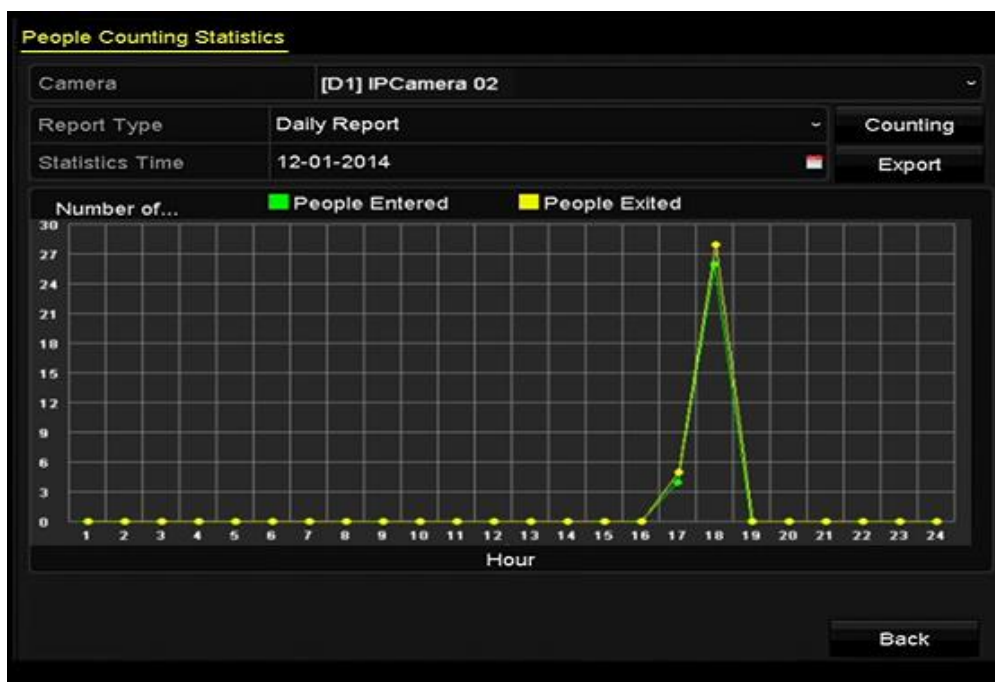 People Counting Statistics
Camera [D1] IPCamera 02
Report Type Daily Report Counting
Statistics Time 12-01-2014 Export
Number of... People Entered People Exited
30
27
24
21
18
15
12
9
6
3
0
1 2 3 4 5 6 7 8 9 10 11 12 13 14 15 16 17 18 19 20 21 22 23 24
Hour
Back